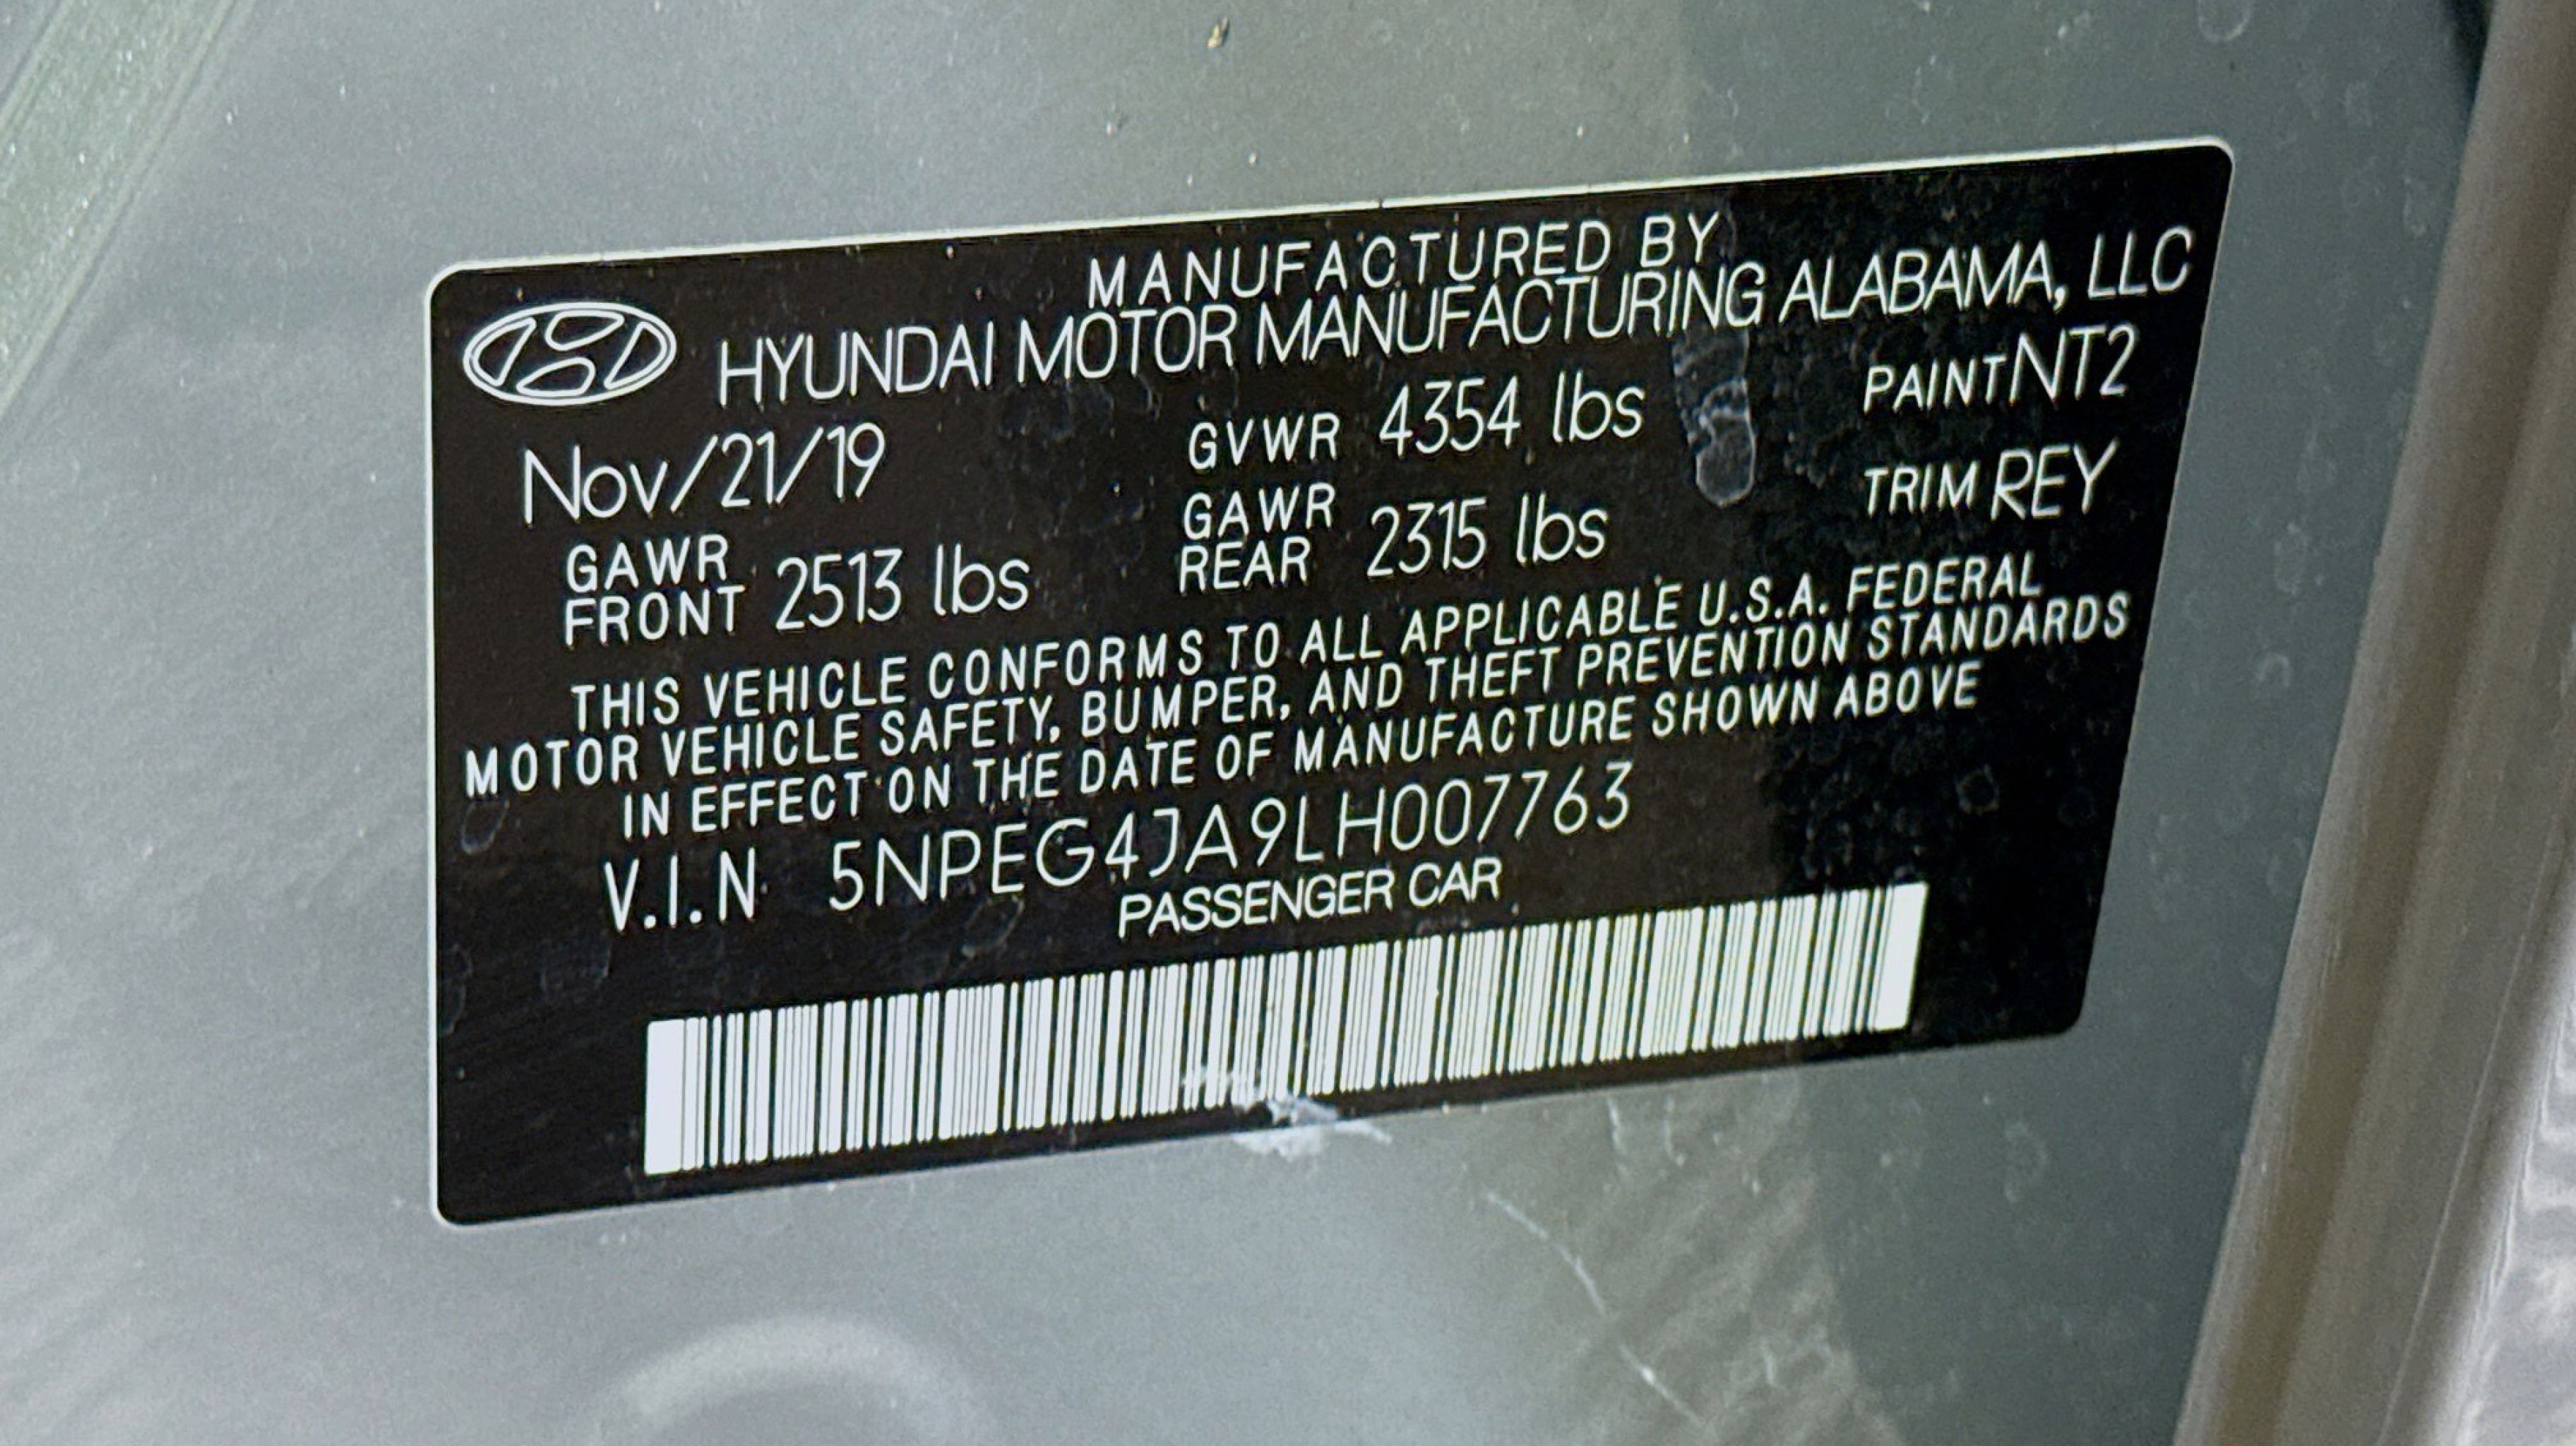 MANUFACTURED BY
HYUNDAI MOTOR MANUFACTURING ALABAMA, LLC
Nov/21/19 GVWR 4354 lbs PAINT NT2
GAWR FRONT 2513 lbs GAWR REAR 2315 lbs TRIM REY
THIS VEHICLE CONFORMS TO ALL APPLICABLE U.S.A. FEDERAL
MOTOR VEHICLE SAFETY, BUMPER, AND THEFT PREVENTION STANDARDS
IN EFFECT ON THE DATE OF MANUFACTURE SHOWN ABOVE
V.I.N 5NPEG4JA9LH007763
PASSENGER CAR